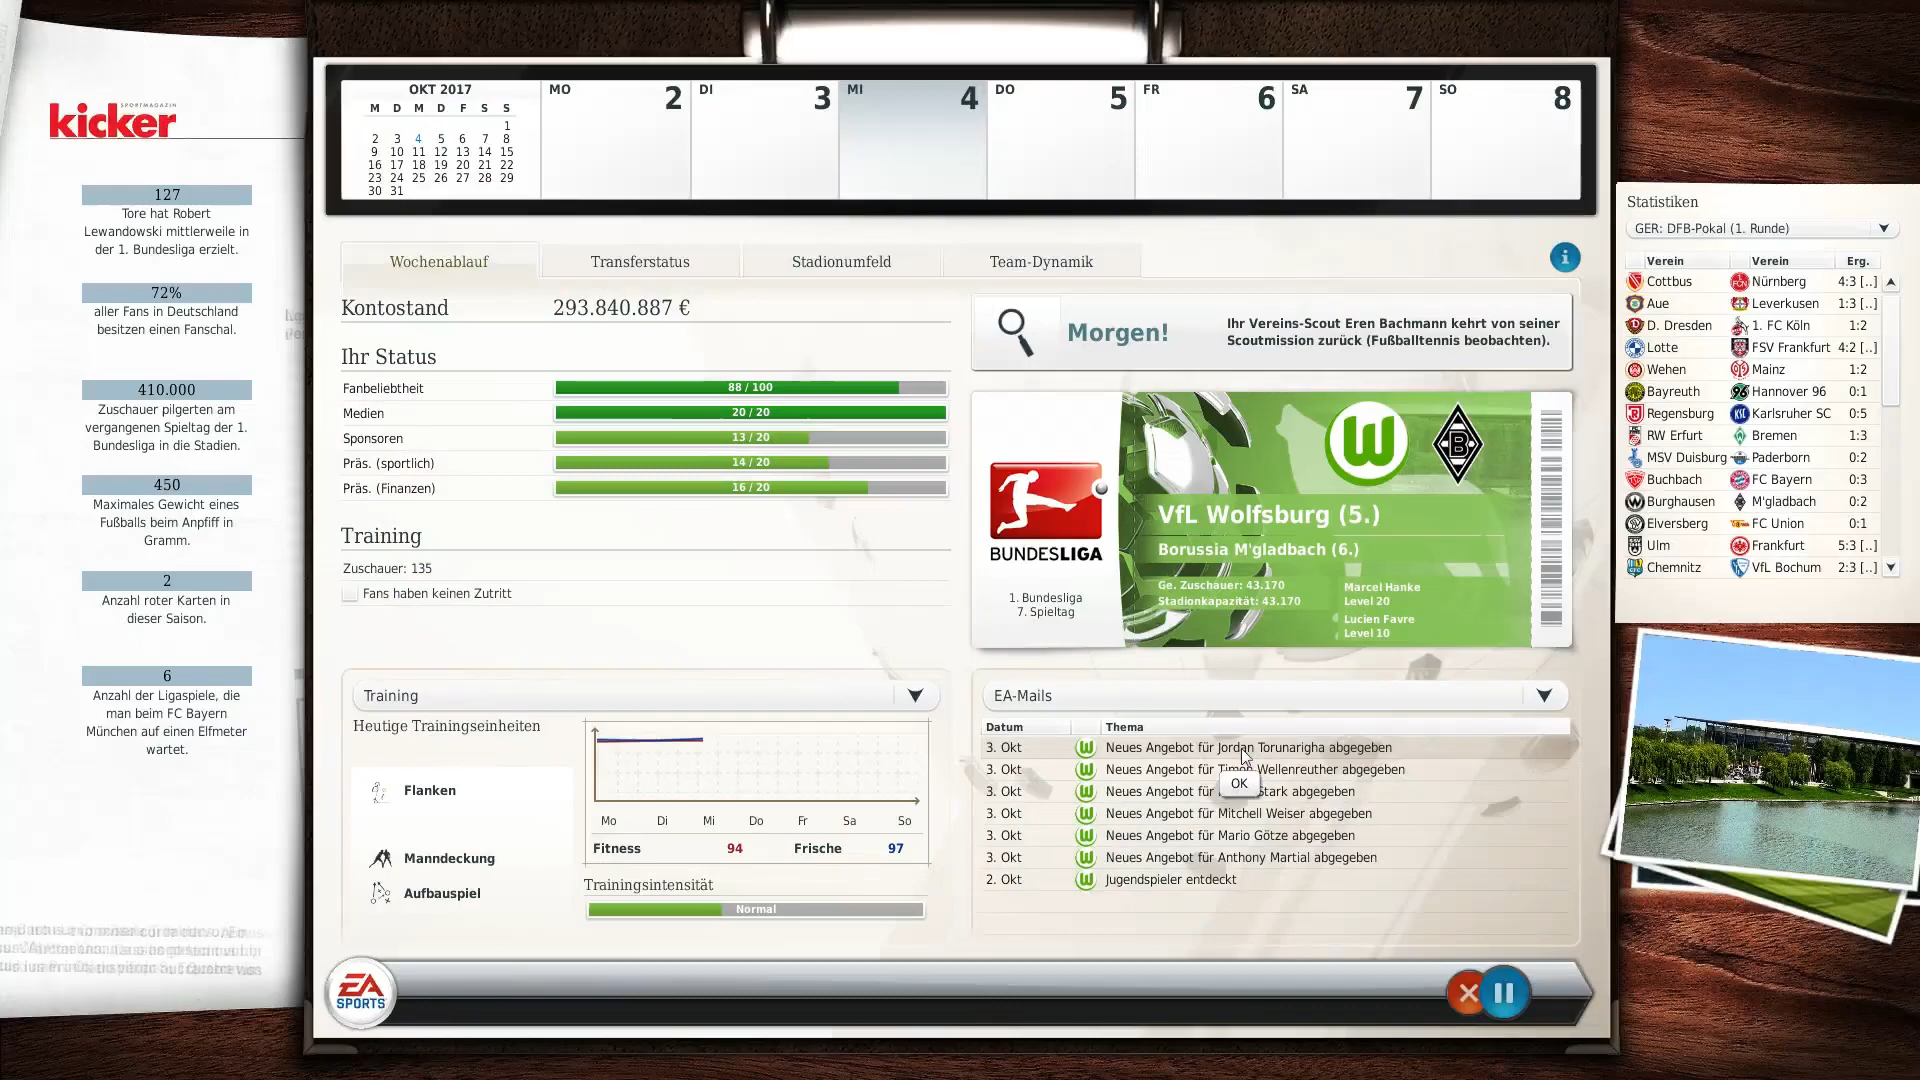 kicker
SPORTMAGAZIN
127
Tore hat Robert
Lewandowski mittlerweile in
der 1. Bundesliga erzielt.
72%
aller Fans in Deutschland
besitzen einen Fanschal.
410.000
Zuschauer pilgerten am
vergangenen Spieltag der 1.
Bundesliga in die Stadien.
450
Maximales Gewicht eines
Fußballs beim Anpfiff in
Gramm.
2
Anzahl roter Karten in
dieser Saison.
6
Anzahl der Ligaspiele, die
man beim FC Bayern
München auf einen Elfmeter
wartet.
OKT 2017
M D M D F S S
1
2 3 4 5 6 7 8
9 10 11 12 13 14 15
16 17 18 19 20 21 22
23 24 25 26 27 28 29
30 31
MO 2
DI 3
MI 4
DO 5
FR 6
SA 7
SO 8
Wochenablauf
Transferstatus
Stadionumfeld
Team-Dynamik
i
Kontostand 293.840.887 €
Ihr Status
Fanbeliebtheit 88 / 100
Medien 20 / 20
Sponsoren 13 / 20
Präs. (sportlich) 14 / 20
Präs. (Finanzen) 16 / 20
Training
Zuschauer: 135
Fans haben keinen Zutritt
Morgen!
Ihr Vereins-Scout Eren Bachmann kehrt von seiner
Scoutmission zurück (Fußballtennis beobachten).
BUNDESLIGA
1. Bundesliga
7. Spieltag
VfL Wolfsburg (5.)
Borussia M'gladbach (6.)
Ge. Zuschauer: 43.170
Stadionkapazität: 43.170
Marcel Hanke
Level 20
Lucien Favre
Level 10
Training
Heutige Trainingseinheiten
Flanken
Manndeckung
Aufbauspiel
Mo Di Mi Do Fr Sa So
Fitness 94 Frische 97
Trainingsintensität
Normal
EA-Mails
Datum Thema
3. Okt Neues Angebot für Jordan Torunarigha abgegeben
3. Okt Neues Angebot für Timon Wellenreuther abgegeben
3. Okt Neues Angebot für Stark abgegeben
3. Okt Neues Angebot für Mitchell Weiser abgegeben
3. Okt Neues Angebot für Mario Götze abgegeben
3. Okt Neues Angebot für Anthony Martial abgegeben
2. Okt Jugendspieler entdeckt
OK
EA
SPORTS
Statistiken
GER: DFB-Pokal (1. Runde)
Verein Verein Erg.
Cottbus Nürnberg 4:3 [..]
Aue Leverkusen 1:3 [..]
D. Dresden 1. FC Köln 1:2
Lotte FSV Frankfurt 4:2 [..]
Wehen Mainz 1:2
Bayreuth Hannover 96 0:1
Regensburg Karlsruher SC 0:5
RW Erfurt Bremen 1:3
MSV Duisburg Paderborn 0:2
Buchbach FC Bayern 0:3
Burghausen M'gladbach 0:2
Elversberg FC Union 0:1
Ulm Frankfurt 5:3 [..]
Chemnitz VfL Bochum 2:3 [..]